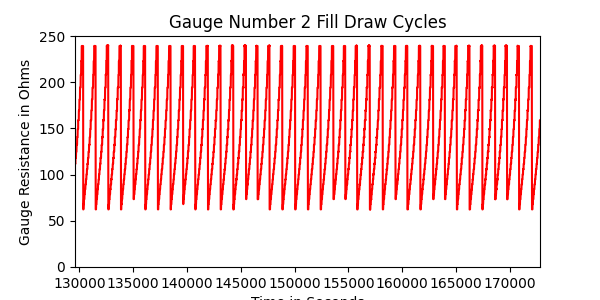 Gauge Number 2 Fill Draw Cycles
Gauge Resistance in Ohms
250
200
150
100
50
0
130000 135000 140000 145000 150000 155000 160000 165000 170000
Time in Seconds